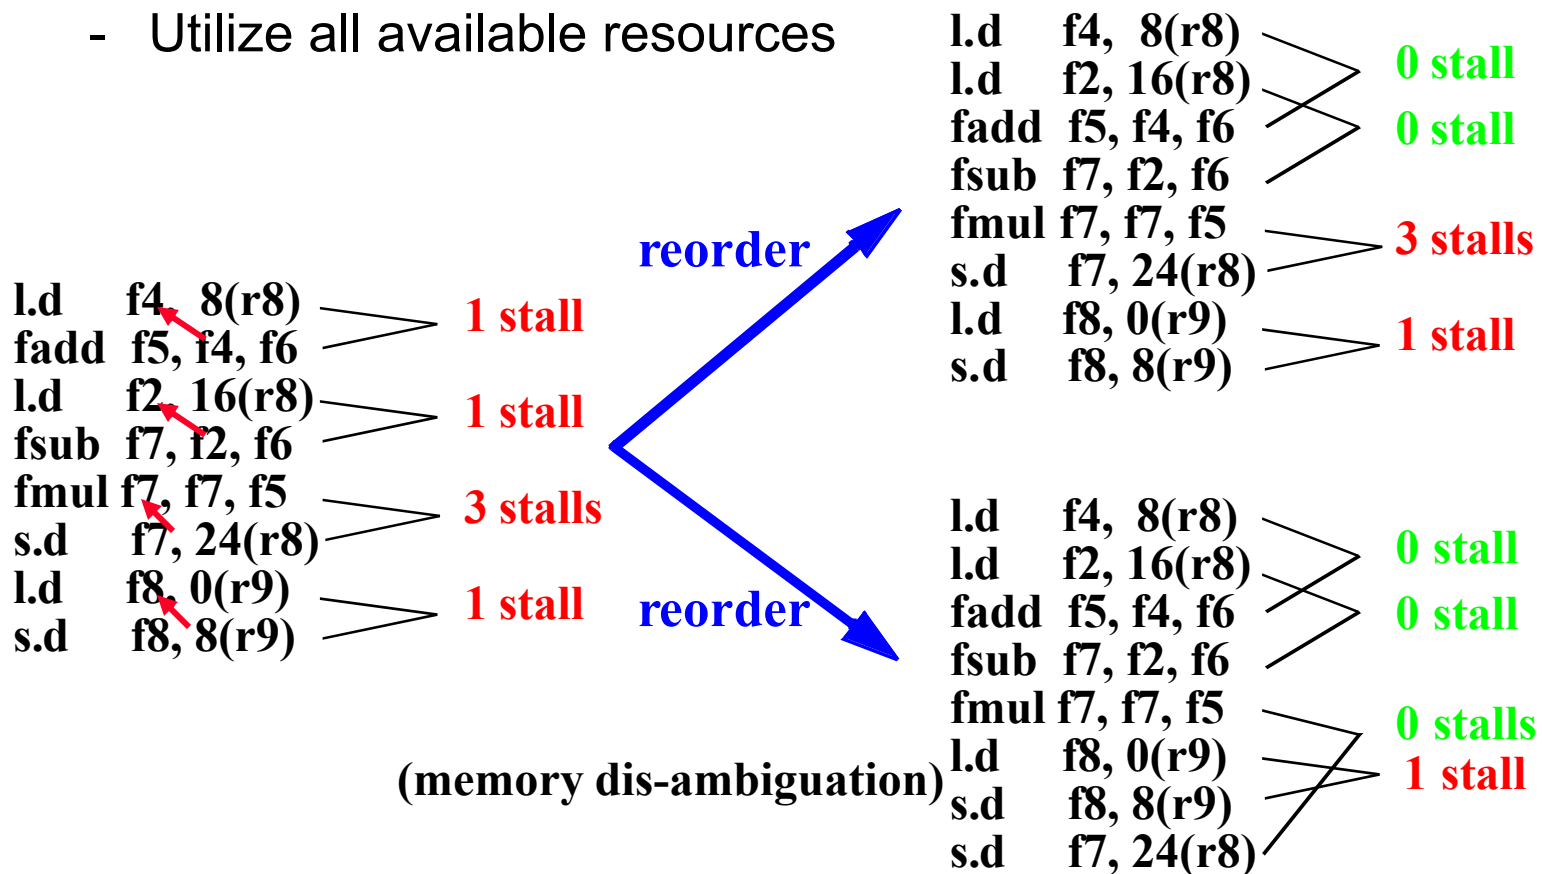 - Utilize all available resources
l.d f4, 8(r8)
fadd f5, f4, f6
l.d f2, 16(r8)
fsub f7, f2, f6
fmul f7, f7, f5
s.d f7, 24(r8)
l.d f8, 0(r9)
s.d f8, 8(r9)
1 stall
1 stall
3 stalls
1 stall
reorder
reorder
(memory dis-ambiguation)
l.d f4, 8(r8)
l.d f2, 16(r8)
fadd f5, f4, f6
fsub f7, f2, f6
fmul f7, f7, f5
s.d f7, 24(r8)
l.d f8, 0(r9)
s.d f8, 8(r9)
0 stall
0 stall
3 stalls
1 stall
l.d f4, 8(r8)
l.d f2, 16(r8)
fadd f5, f4, f6
fsub f7, f2, f6
fmul f7, f7, f5
l.d f8, 0(r9)
s.d f8, 8(r9)
s.d f7, 24(r8)
0 stall
0 stall
0 stalls
1 stall